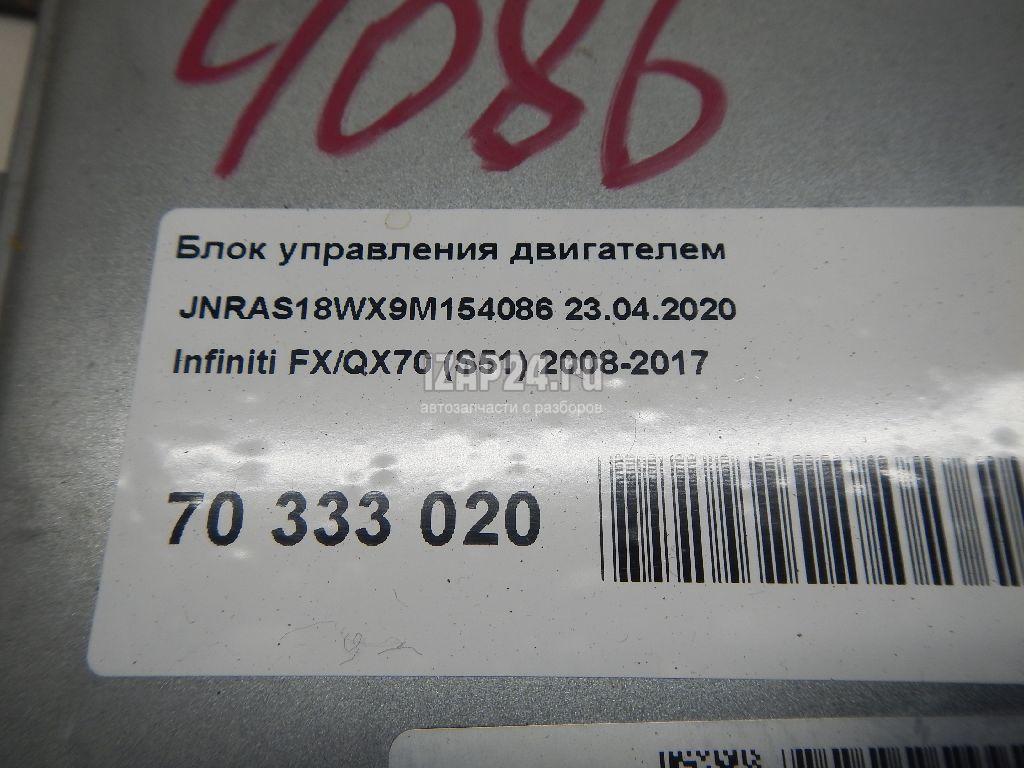 4086
Блок управления двигателем
JNRAS18WX9M154086 23.04.2020
Infiniti FX/QX70 (S51) 2008-2017
IZAP24.ru
автозапчасти с разборов
70 333 020